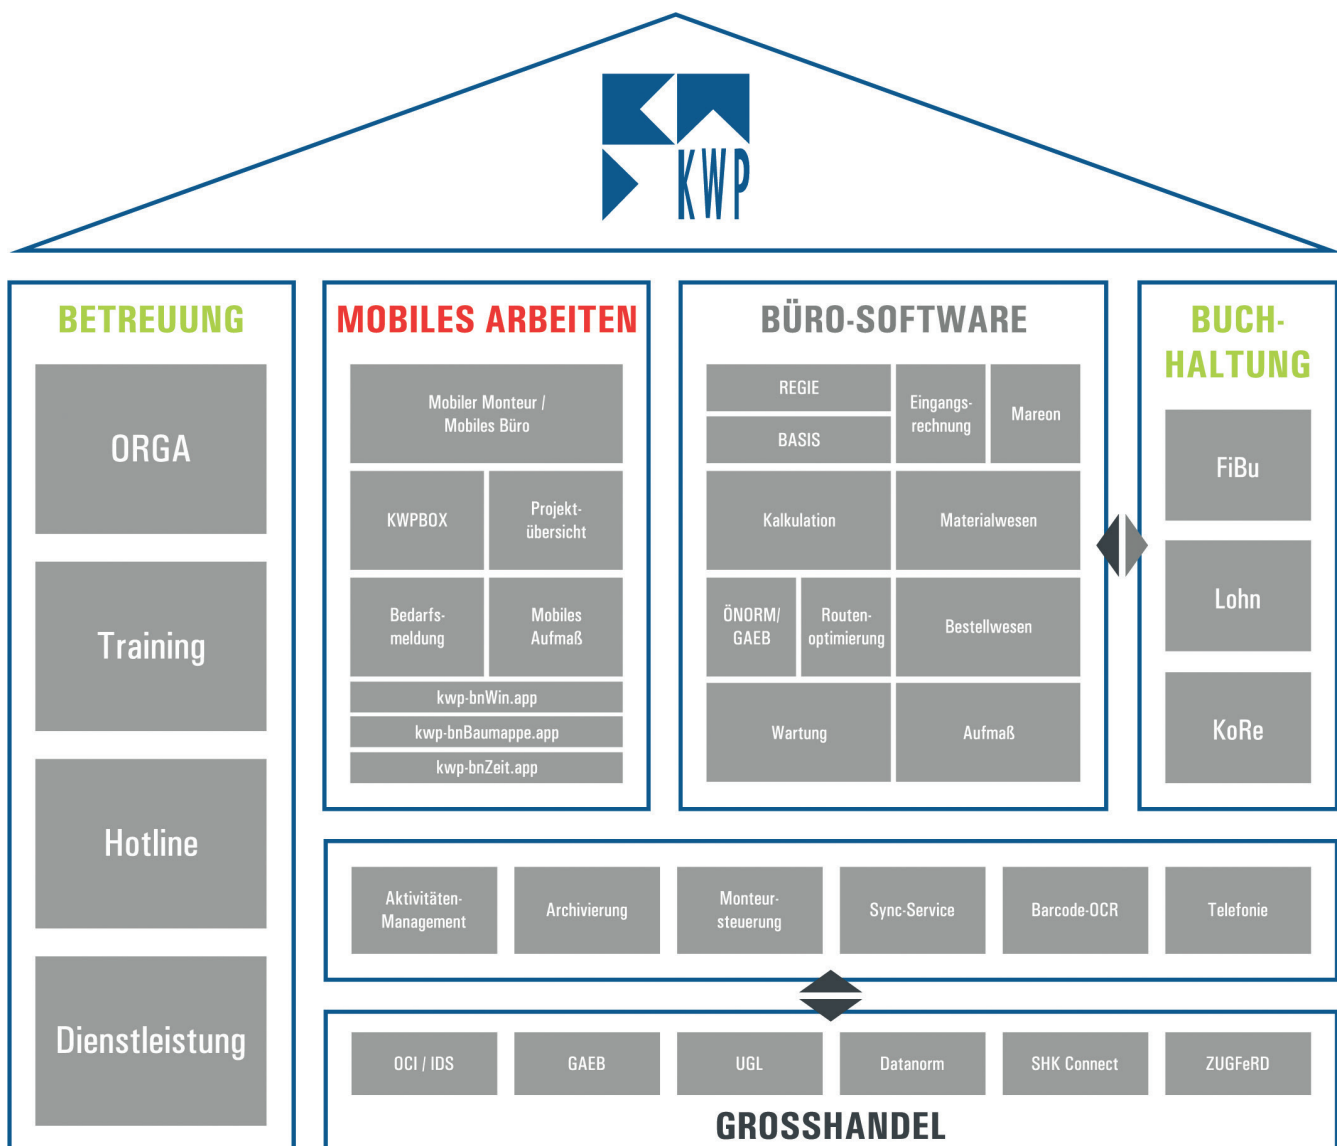 KWP
BETREUUNG
ORGA
Training
Hotline
Dienstleistung
MOBILES ARBEITEN
Mobiler Monteur /
Mobiles Büro
KWPBOX
Projekt-
übersicht
Bedarfs-
meldung
Mobiles
Aufmaß
kwp-bnWin.app
kwp-bnBaumappe.app
kwp-bnZeit.app
BÜRO-SOFTWARE
REGIE
BASIS
Eingangs-
rechnung
Mareon
Kalkulation
Materialwesen
ÖNORM/
GAEB
Routen-
optimierung
Bestellwesen
Wartung
Aufmaß
BUCH-
HALTUNG
FiBu
Lohn
KoRe
Aktivitäten-
Management
Archivierung
Monteur-
steuerung
Sync-Service
Barcode-OCR
Telefonie
OCI / IDS
GAEB
UGL
Datanorm
SHK Connect
ZUGFeRD
GROSSHANDEL